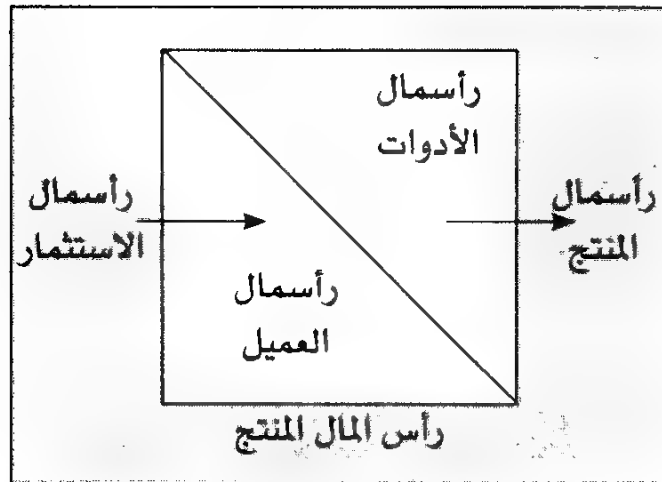 رأسمال
الأدوات
رأسمال
المنتج
رأسمال
الاستثمار
رأسمال
العميل
رأس المال المنتج